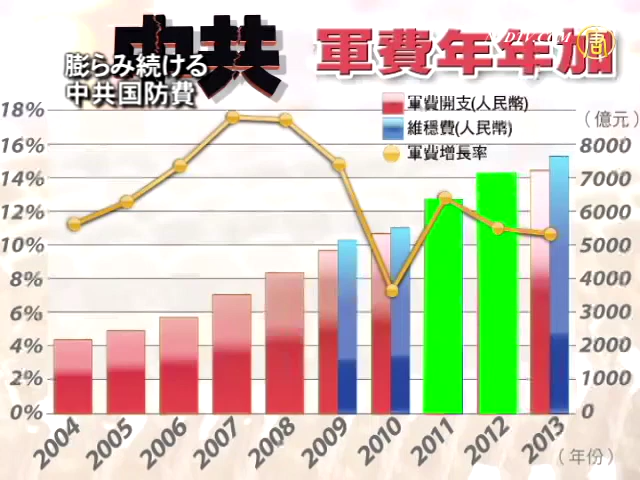 中共 軍費年年加
膨らみ続ける
中共国防費
軍費開支(人民幣)
維穩費(人民幣)
軍費增長率
(億元)
18%
16%
14%
12%
10%
8%
6%
4%
2%
0%
8000
7000
6000
5000
4000
3000
2000
1000
0
2004 2005 2006 2007 2008 2009 2010 2011 2012 2013
(年份)
唐